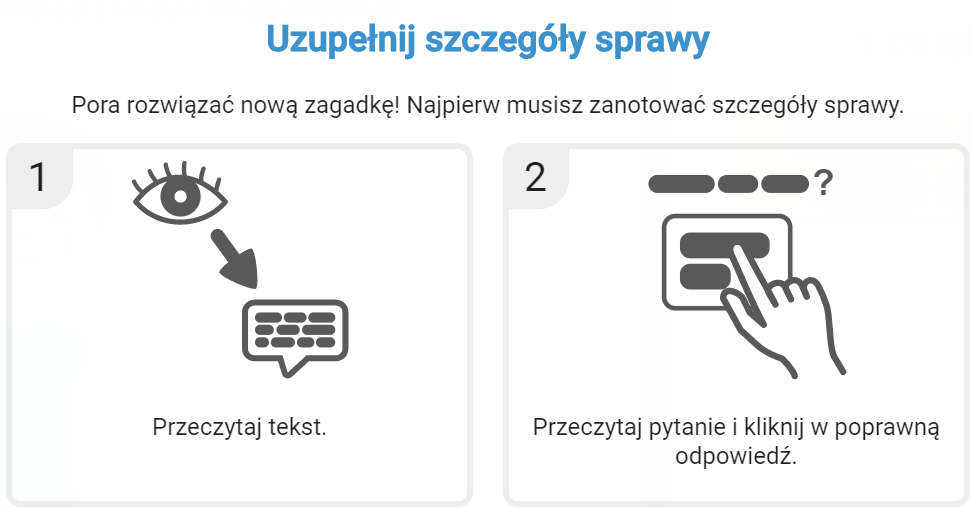 Uzupełnij szczegóły sprawy
Pora rozwiązać nową zagadkę! Najpierw musisz zanotować szczegóły sprawy.
1
Przeczytaj tekst.
2
?
Przeczytaj pytanie i kliknij w poprawną
odpowiedź.